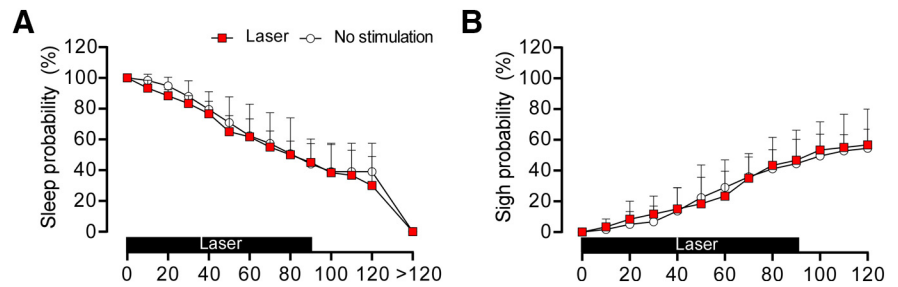 A
B
Laser
No stimulation
Sleep probability (%)
120
100
80
60
40
20
0
Laser
0 20 40 60 80 100 120 >120
Sigh probability (%)
120
100
80
60
40
20
0
Laser
0 20 40 60 80 100 120